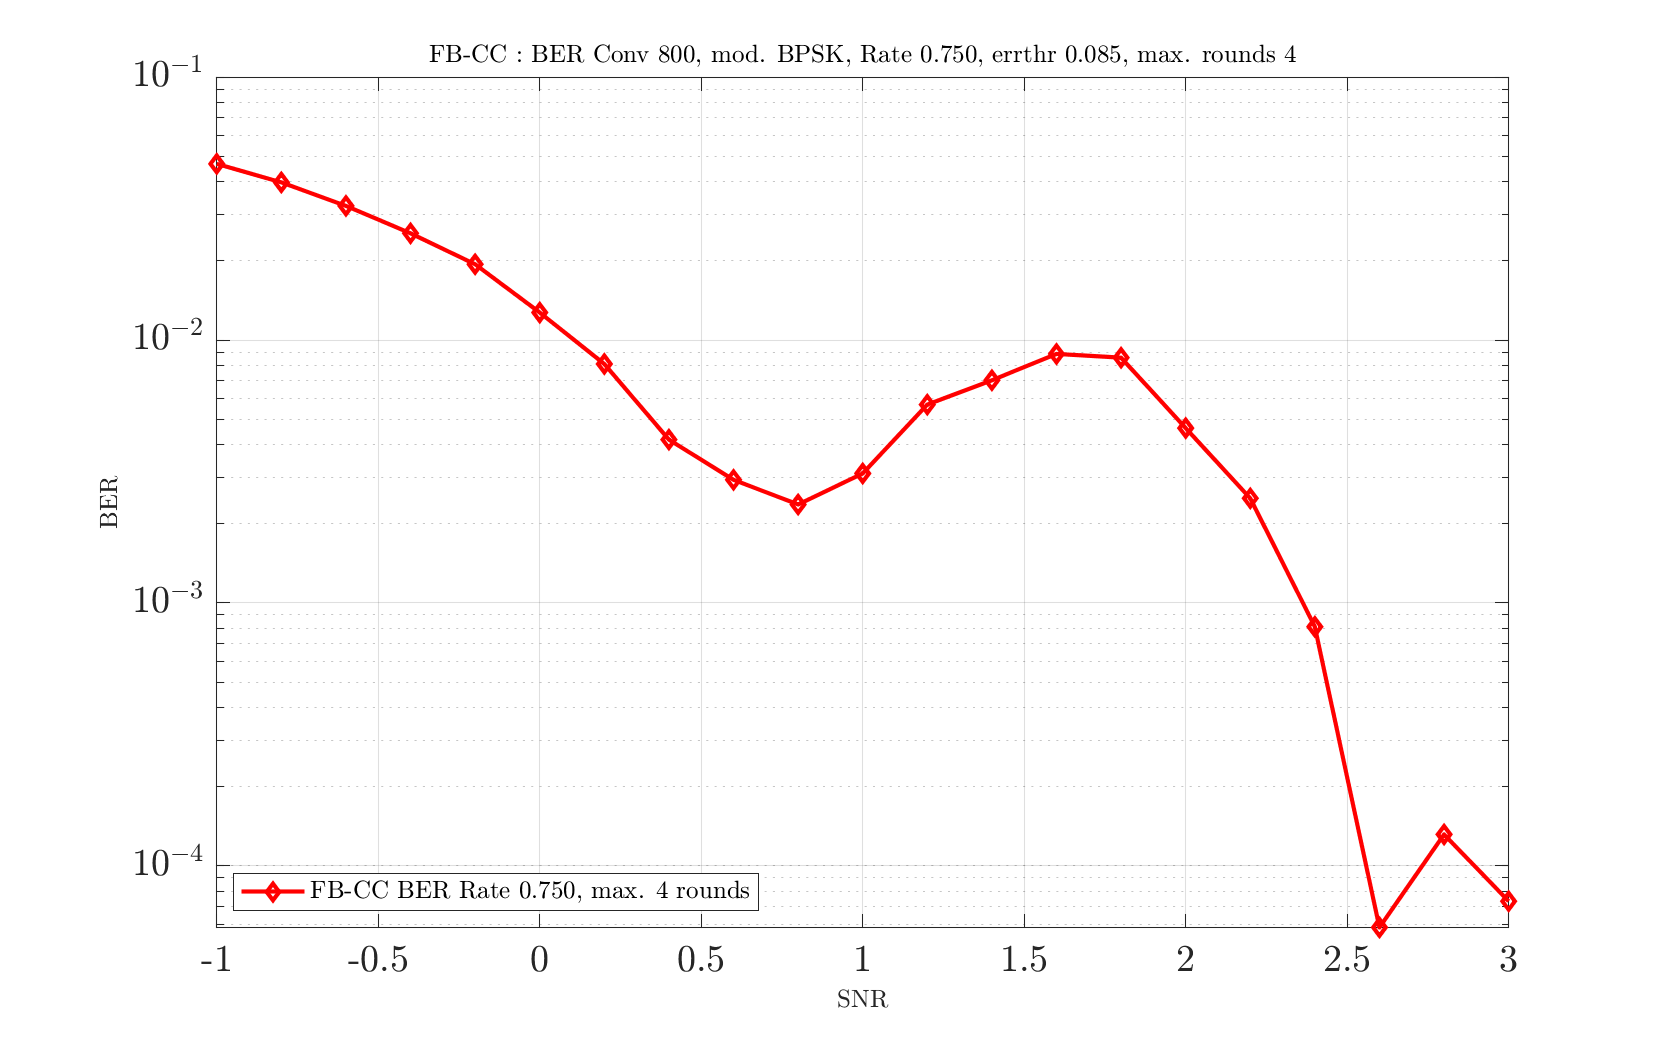 FB-CC : BER Conv 800, mod. BPSK, Rate 0.750, errthr 0.085, max. rounds 4
10^{-1}
10^{-2}
10^{-3}
10^{-4}
BER
FB-CC BER Rate 0.750, max. 4 rounds
-1 -0.5 0 0.5 1 1.5 2 2.5 3
SNR